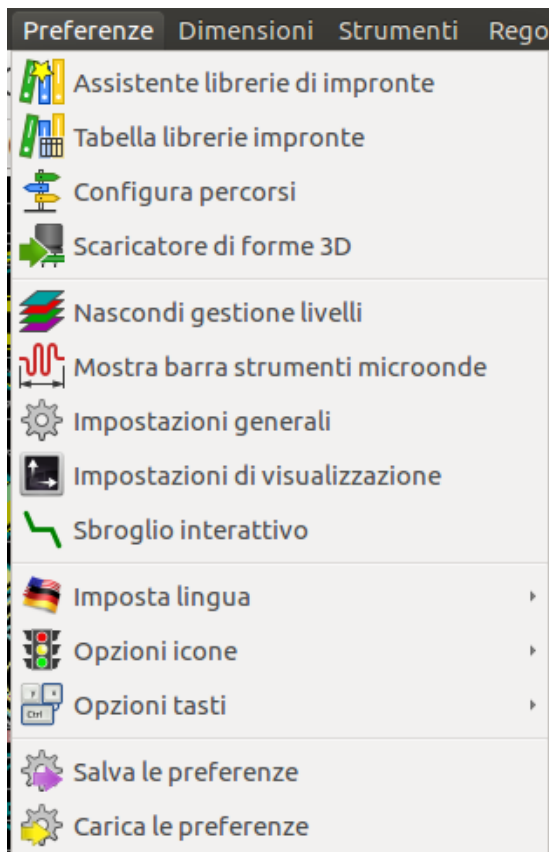 Preferenze Dimensioni Strumenti Rego
Assistente librerie di impronte
Tabella librerie impronte
Configura percorsi
Scaricatore di forme 3D
Nascondi gestione livelli
Mostra barra strumenti microonde
Impostazioni generali
Impostazioni di visualizzazione
Sbroglio interattivo
Imposta lingua
Opzioni icone
y x
Ctrl
Opzioni tasti
Salva le preferenze
Carica le preferenze